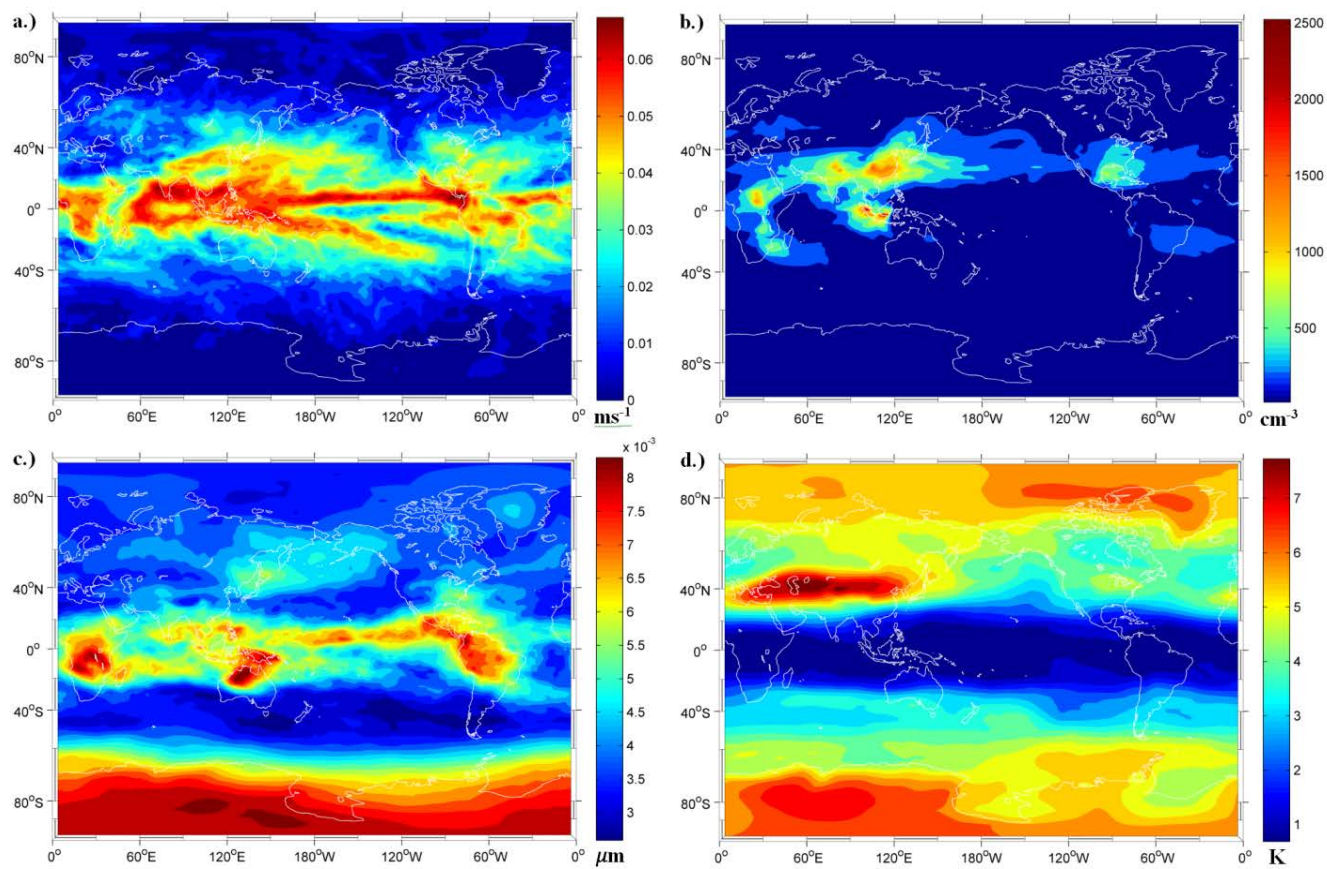 a.)
80°N
40°N
0°
40°S
80°S
0° 60°E 120°E 180°W 120°W 60°W 0°
0.06
0.05
0.04
0.03
0.02
0.01
0
ms-1
b.)
80°N
40°N
0°
40°S
80°S
0° 60°E 120°E 180°W 120°W 60°W 0°
2500
2000
1500
1000
500
cm-3
c.)
80°N
40°N
0°
40°S
80°S
0° 60°E 120°E 180°W 120°W 60°W 0°
x 10-3
8
7.5
7
6.5
6
5.5
5
4.5
4
3.5
3
μm
d.)
80°N
40°N
0°
40°S
80°S
0° 60°E 120°E 180°W 120°W 60°W 0°
7
6
5
4
3
2
1
K